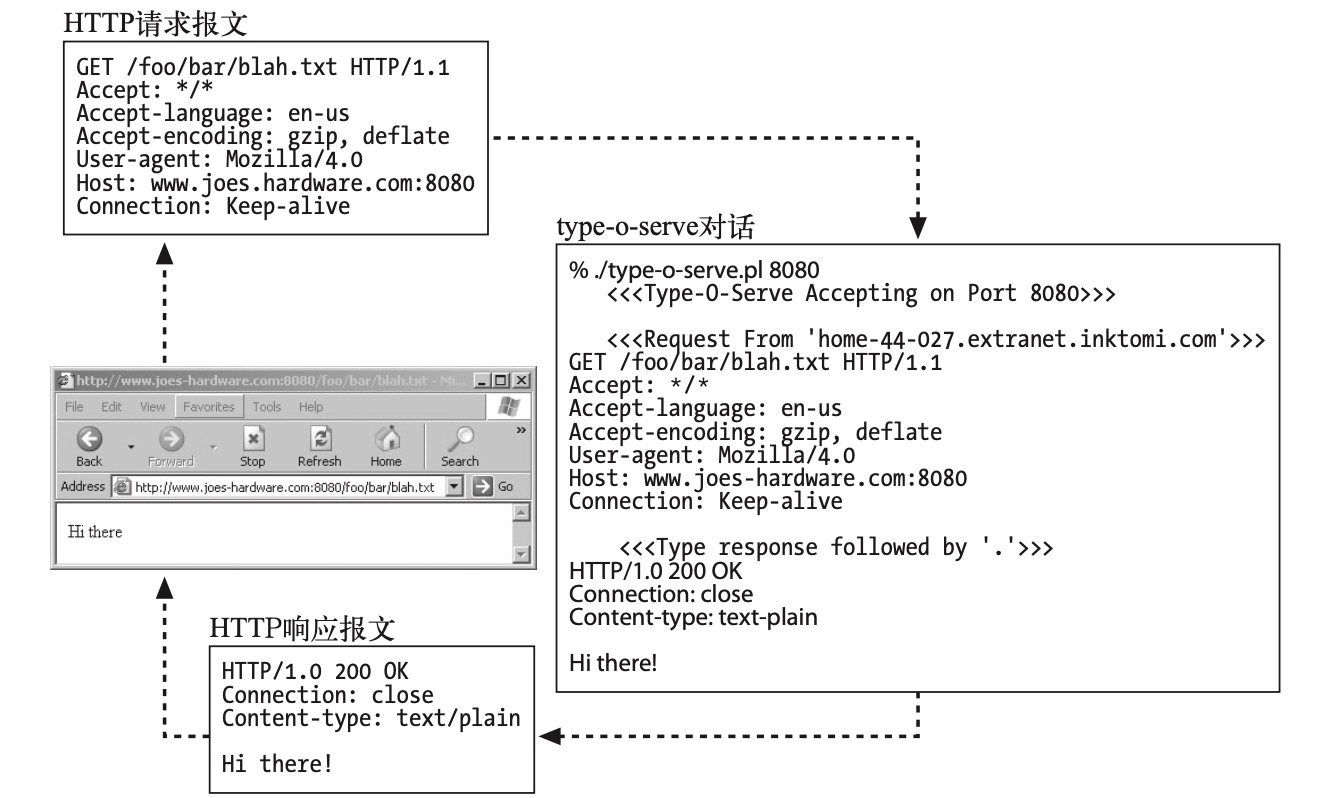 HTTP请求报文
GET /foo/bar/blah.txt HTTP/1.1
Accept: */*
Accept-language: en-us
Accept-encoding: gzip, deflate
User-agent: Mozilla/4.0
Host: www.joes.hardware.com:8080
Connection: Keep-alive
type-o-serve对话
% ./type-o-serve.pl 8080
<<<Type-O-Serve Accepting on Port 8080>>>
<<<Request From 'home-44-027.extranet.inktomi.com'>>>
GET /foo/bar/blah.txt HTTP/1.1
Accept: */*
Accept-language: en-us
Accept-encoding: gzip, deflate
User-agent: Mozilla/4.0
Host: www.joes-hardware.com:8080
Connection: Keep-alive
<<<Type response followed by '.'>>>
HTTP/1.0 200 OK
Connection: close
Content-type: text-plain
Hi there!
http://www.joes-hardware.com:8080/foo/bar/blah.txt - Mi...
File Edit View Favorites Tools Help
Back Forward Stop Refresh Home Search »
Address http://www.joes-hardware.com:8080/foo/bar/blah.txt Go
Hi there
HTTP响应报文
HTTP/1.0 200 OK
Connection: close
Content-type: text/plain
Hi there!